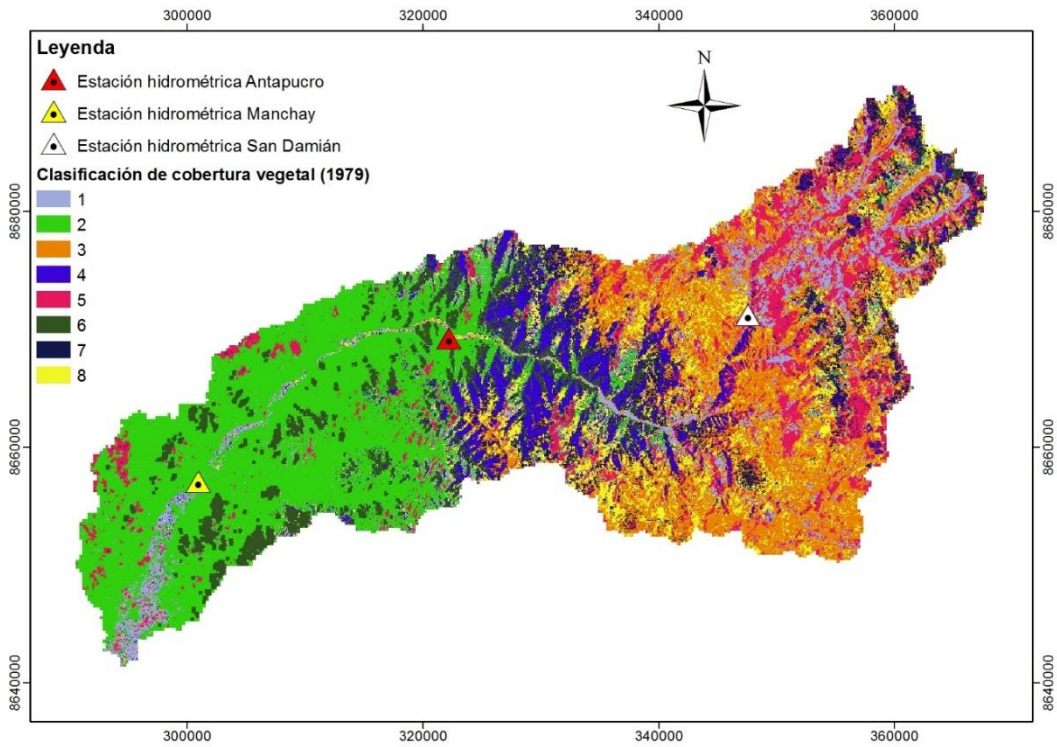 300000 320000 340000 360000
Leyenda
Estación hidrométrica Antapucro
Estación hidrométrica Manchay
Estación hidrométrica San Damián
Clasificación de cobertura vegetal (1979)
1
2
3
4
5
6
7
8
N
8680000 8680000
8660000 8660000
8640000 8640000
300000 320000 340000 360000